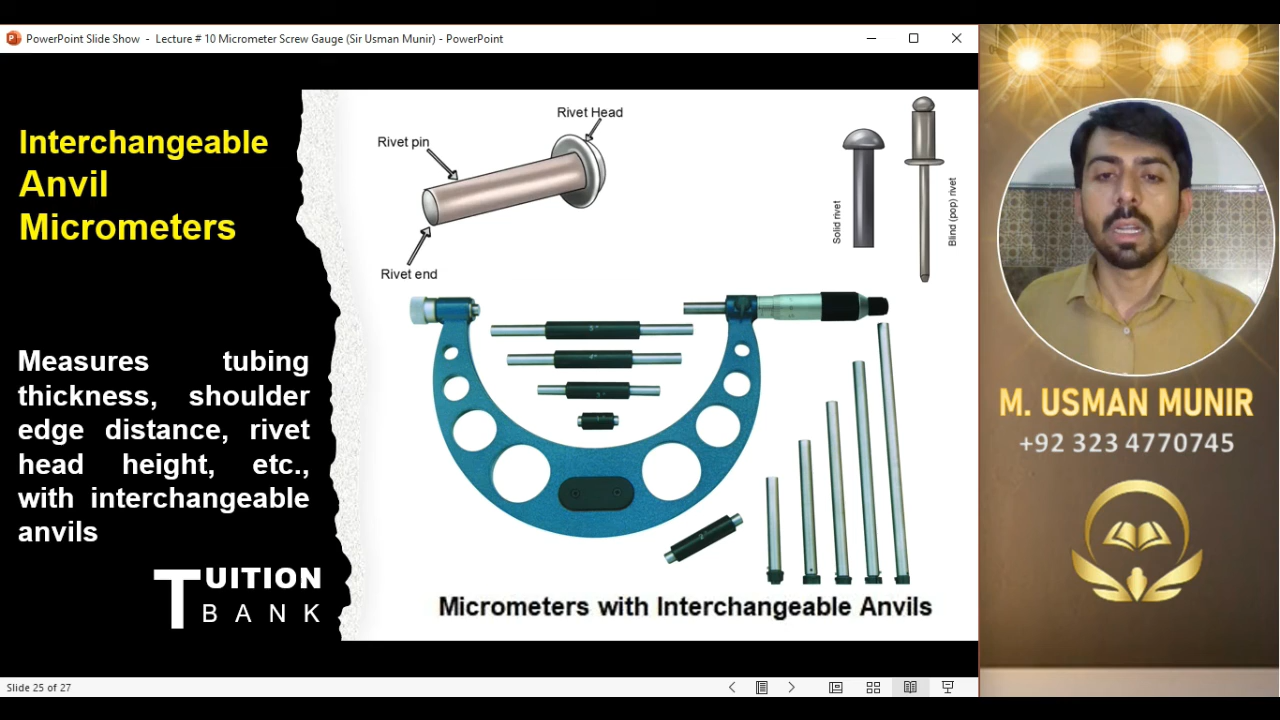 PowerPoint Slide Show - Lecture # 10 Micrometer Screw Gauge (Sir Usman Munir) - PowerPoint
Interchangeable
Anvil
Micrometers
Measures tubing
thickness, shoulder
edge distance, rivet
head height, etc.,
with interchangeable
anvils
TUITION
BANK
Rivet Head
Rivet pin
Rivet end
Solid rivet
Blind (pop) rivet
5"
4"
Micrometers with Interchangeable Anvils
M. USMAN MUNIR
+92 323 4770745
Slide 25 of 27